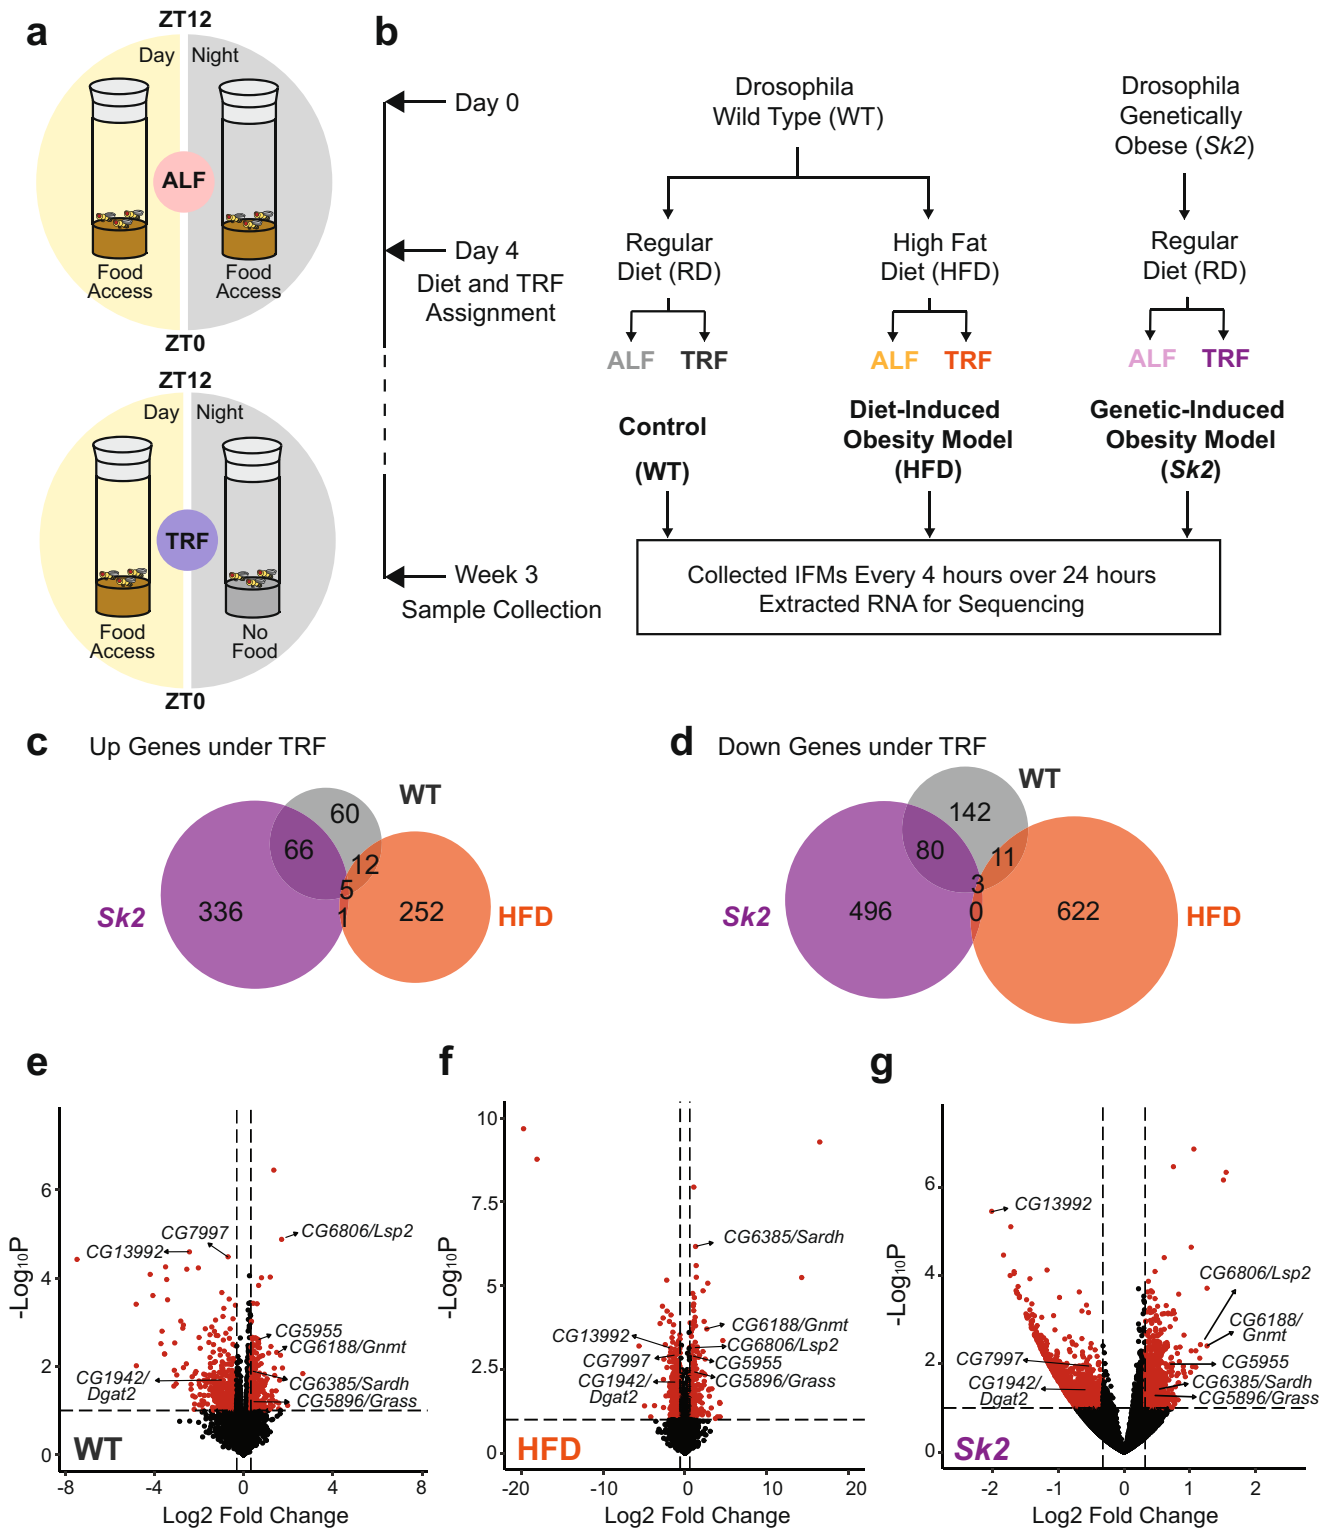 a
ZT12
Day
Night
ALF
Food
Access
Food
Access
ZT0
ZT12
Day
Night
TRF
Food
Access
No
Food
ZT0
b
Day 0
Day 4
Diet and TRF
Assignment
Week 3
Sample Collection
Drosophila
Wild Type (WT)
Drosophila
Genetically
Obese (Sk2)
Regular
Diet (RD)
High Fat
Diet (HFD)
Regular
Diet (RD)
ALF
TRF
ALF
TRF
ALF
TRF
Control
(WT)
Diet-Induced
Obesity Model
(HFD)
Genetic-Induced
Obesity Model
(Sk2)
Collected IFMs Every 4 hours over 24 hours
Extracted RNA for Sequencing
c
Up Genes under TRF
WT
60
66
12
5
1
336
252
Sk2
HFD
d
Down Genes under TRF
WT
142
80
11
3
0
496
622
Sk2
HFD
e
-Log₁₀P
6
4
2
0
-8
-4
0
4
8
Log2 Fold Change
CG7997
CG13992
CG6806/Lsp2
CG5955
CG6188/Gnmt
CG1942/
Dgat2
CG6385/Sardh
CG5896/Grass
WT
f
-Log₁₀P
10
7.5
5
2.5
0
-20
-10
0
10
20
Log2 Fold Change
CG6385/Sardh
CG6188/Gnmt
CG13992
CG6806/Lsp2
CG7997
CG5955
CG1942/
Dgat2
CG5896/Grass
HFD
g
-Log₁₀P
6
4
2
0
-2
-1
0
1
2
Log2 Fold Change
CG13992
CG6806/Lsp2
CG6188/
Gnmt
CG7997
CG5955
CG1942/
Dgat2
CG6385/Sardh
CG5896/Grass
Sk2